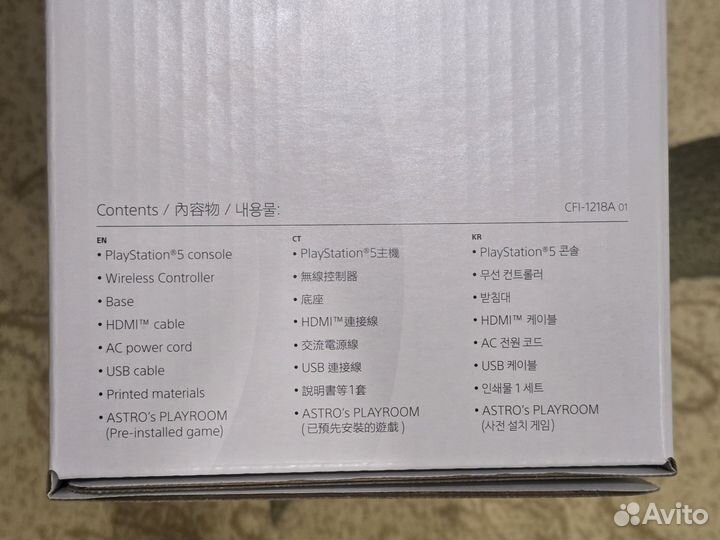 Contents / 內容物 / 내용물:
CFI-1218A 01
EN
• PlayStation®5 console
• Wireless Controller
• Base
• HDMI™ cable
• AC power cord
• USB cable
• Printed materials
• ASTRO's PLAYROOM
(Pre-installed game)
CT
• PlayStation®5主機
• 無線控制器
• 底座
• HDMI™連接線
• 交流電源線
• USB 連接線
• 說明書等1套
• ASTRO's PLAYROOM
(已預先安裝的遊戲)
KR
• PlayStation®5 콘솔
• 무선 컨트롤러
• 받침대
• HDMI™ 케이블
• AC 전원 코드
• USB 케이블
• 인쇄물 1 세트
• ASTRO's PLAYROOM
(사전 설치 게임)
Avito